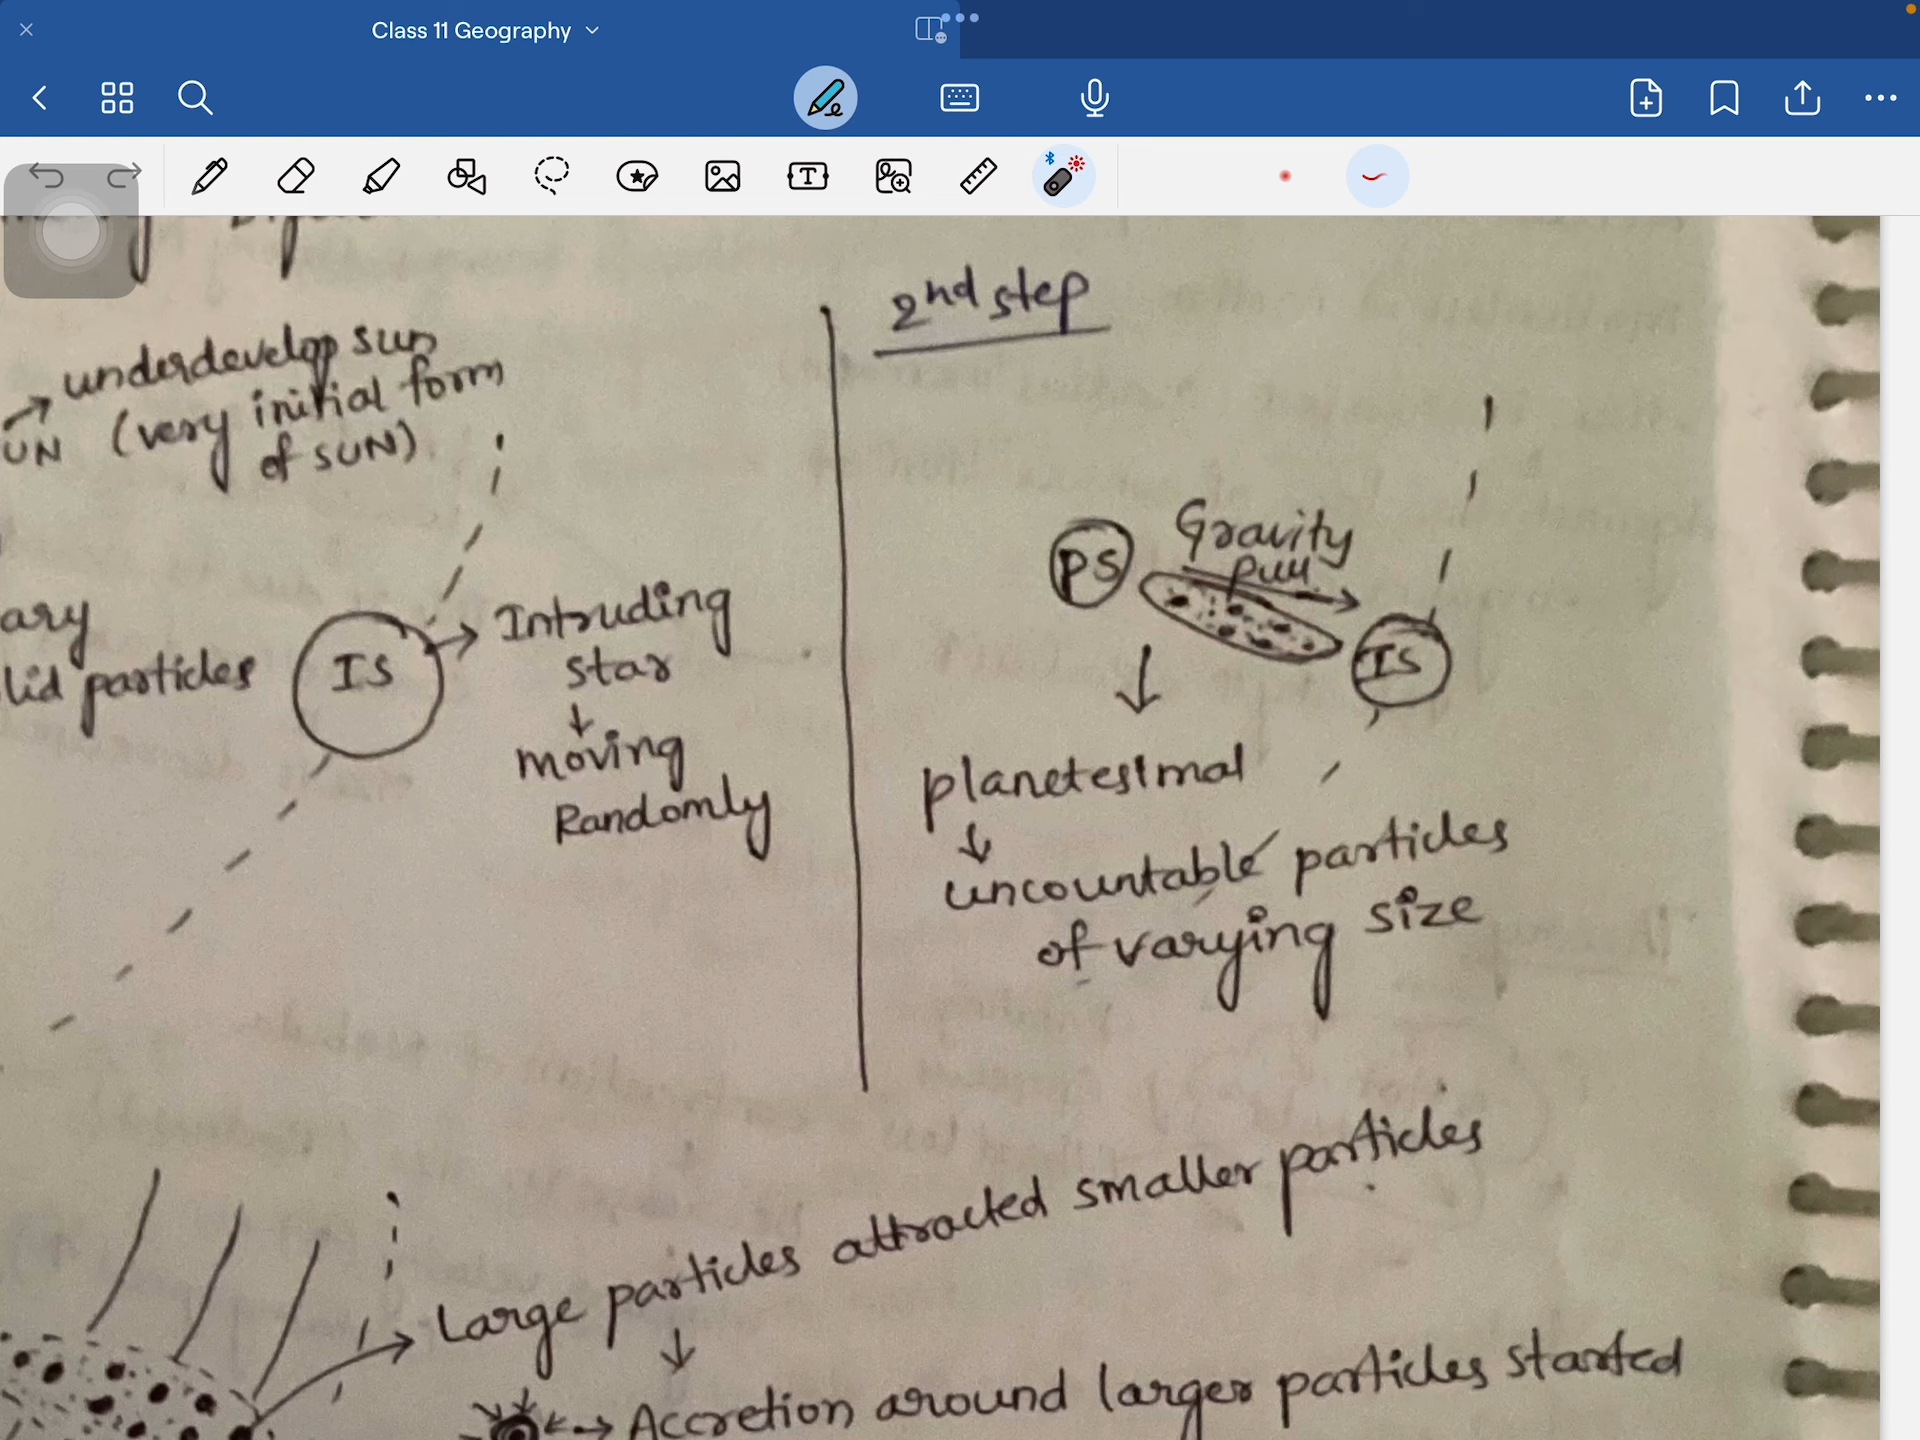 Class 11 Geography
underdevelop sun
UN (very initial form
of SUN)
ary
lid particles
IS
Intruding
star
moving
Randomly
2nd step
PS
Gravity
pull
IS
planetesimal
uncountable particles
of varying size
Large particles attracted smaller particles
Accretion around larger particles started